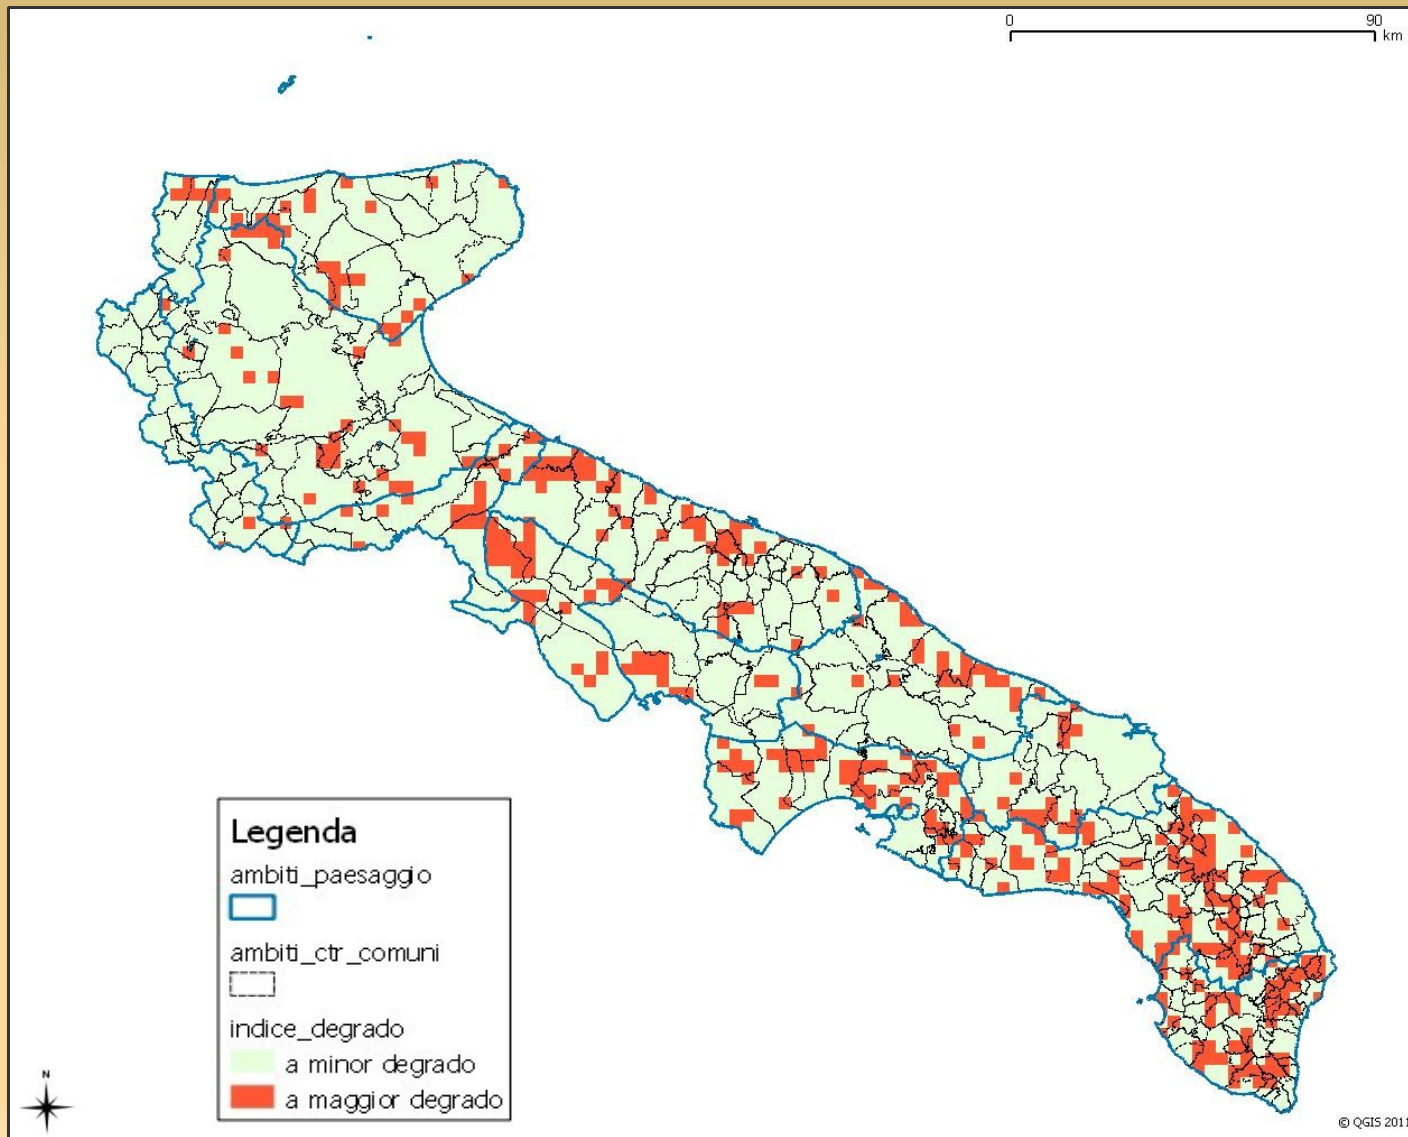 0 90
km
Legenda
ambiti_paesaggio
ambiti_ctr_comuni
indice_degrado
a minor degrado
a maggior degrado
N
© QGIS 2011